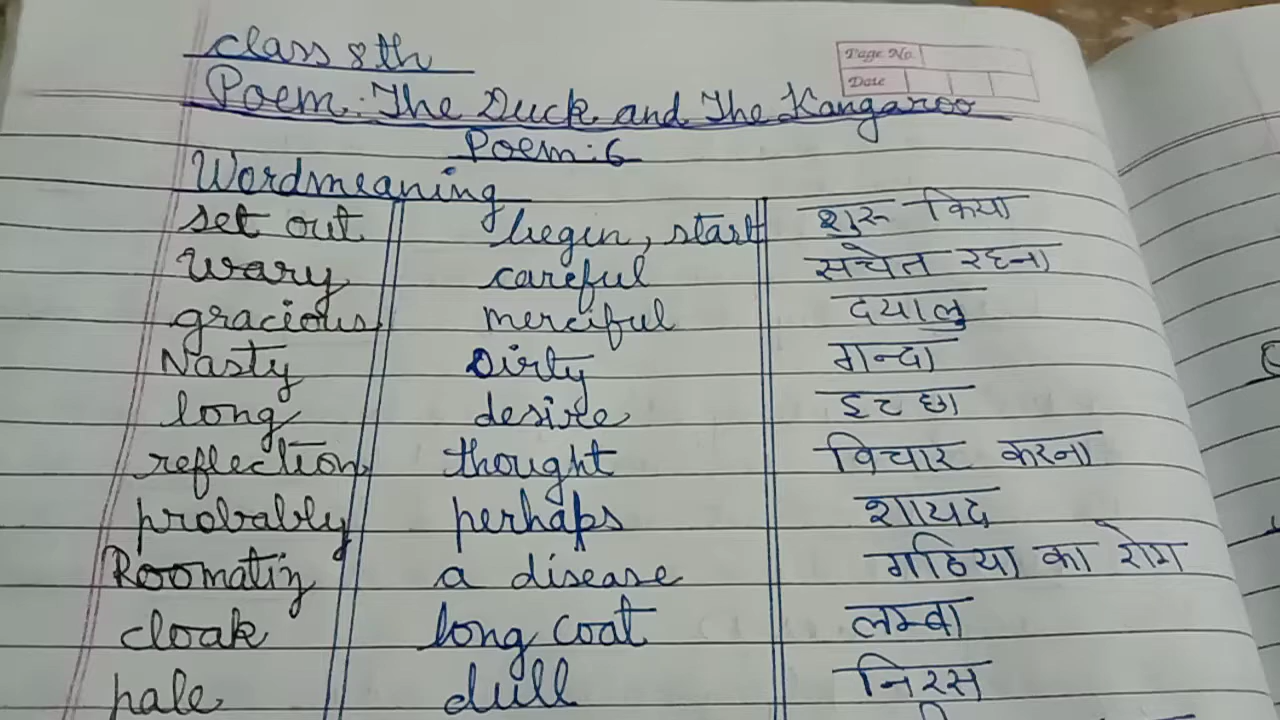 class 8th
Page No.
Date
Poem: The Duck and The Kangaroo
Poem: 6
Wordmeaning
set out begin, start शुरू किया
Wary careful सचेत रहना
gracious merciful दयालु
Nasty Dirty गन्दा
long desire इच्छा
reflection thought विचार करना
probably perhaps शायद
Roomatiz a disease गठिया का रोग
cloak long coat लम्बा
pale dull निरस